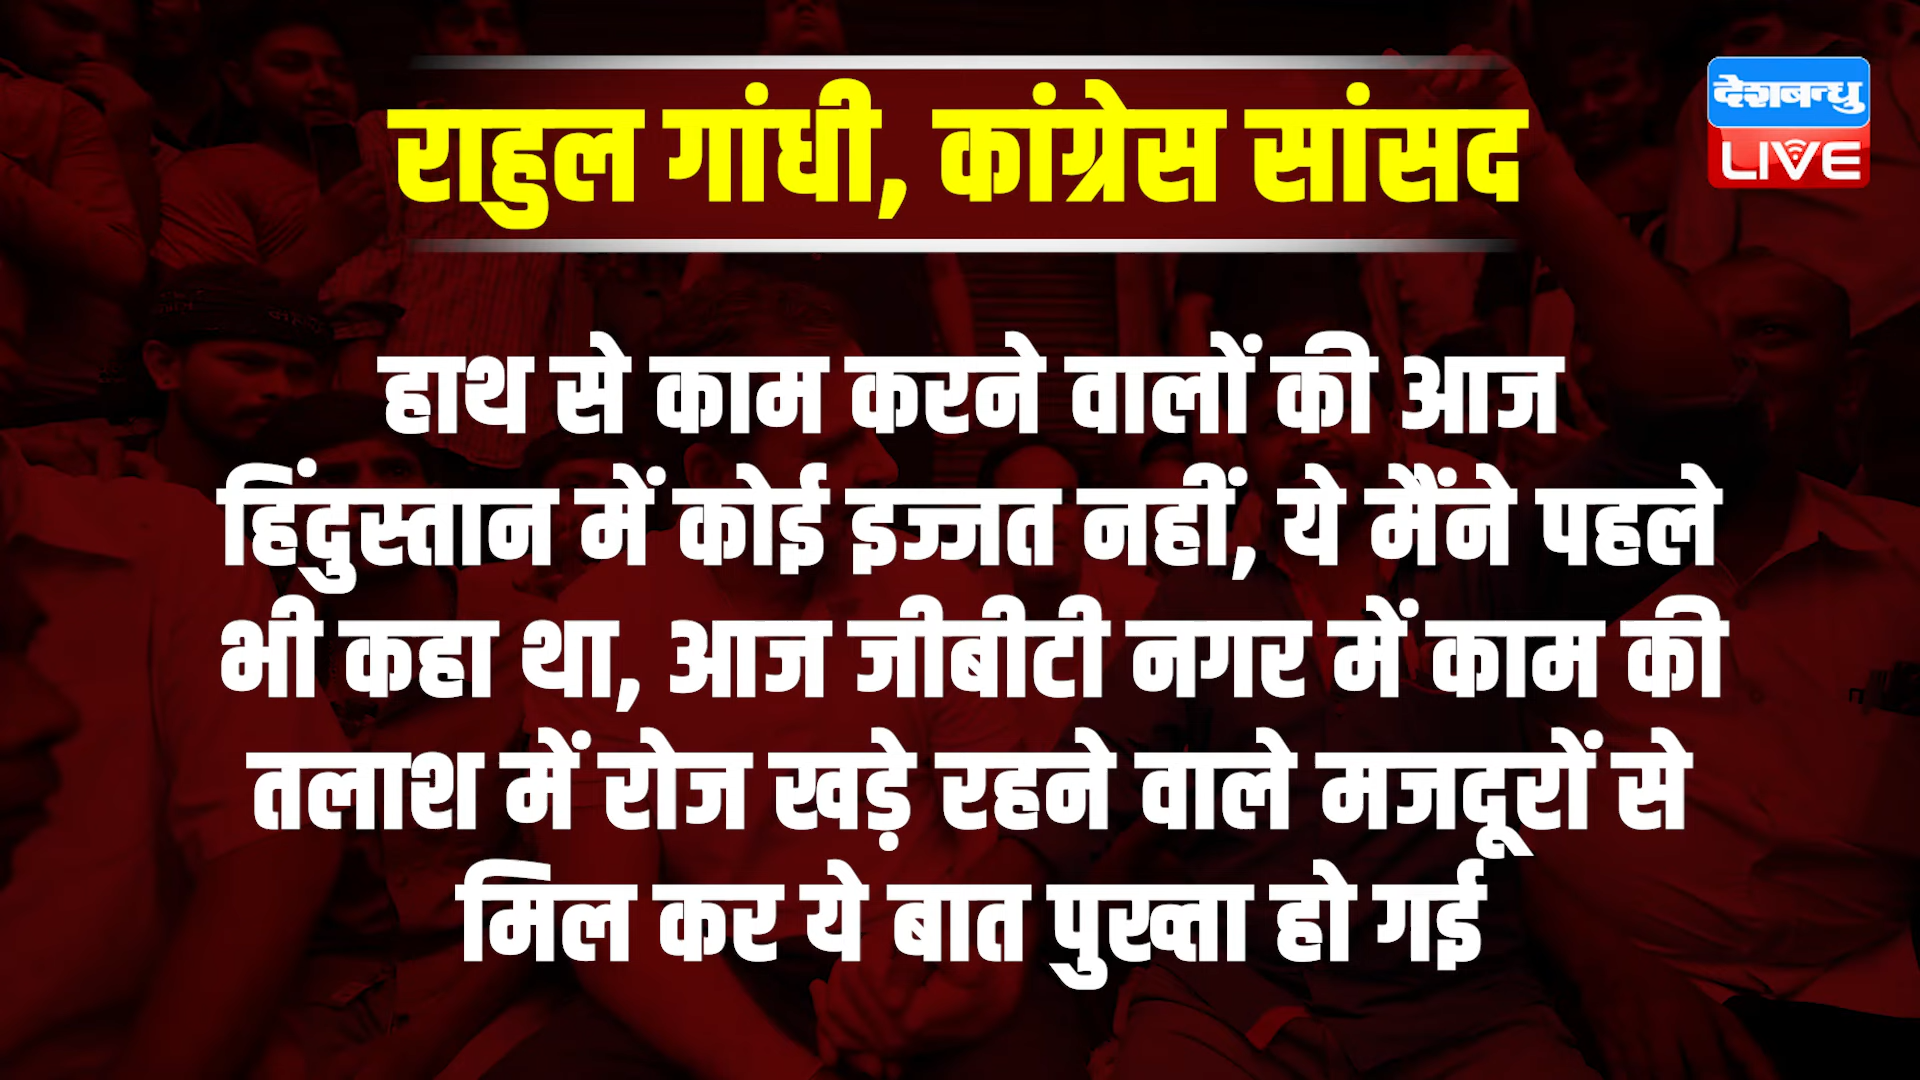 राहुल गांधी, कांग्रेस सांसद
देशबन्धु
LIVE
हाथ से काम करने वालों की आज
हिंदुस्तान में कोई इज्जत नहीं, ये मैंने पहले
भी कहा था, आज जीबीटी नगर में काम की
तलाश में रोज खड़े रहने वाले मजदूरों से
मिल कर ये बात पुख्ता हो गई